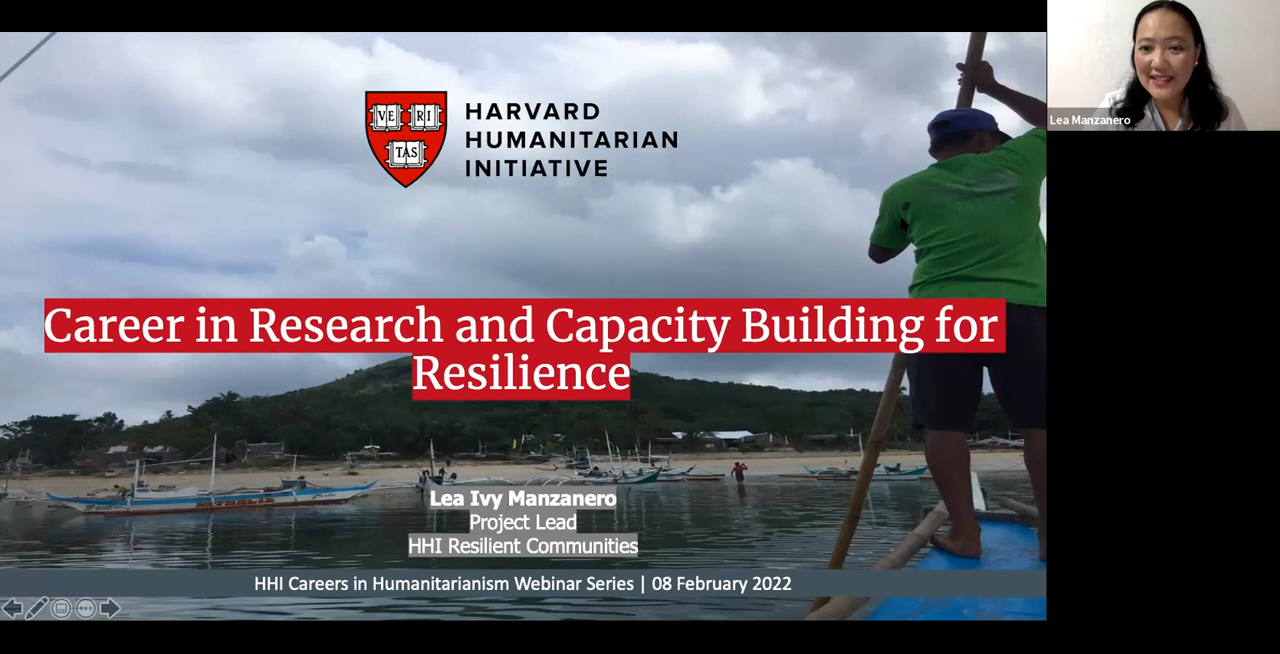 VE RI
TAS
HARVARD
HUMANITARIAN
INITIATIVE
Lea Manzanero
Career in Research and Capacity Building for
Resilience
Lea Ivy Manzanero
Project Lead
HHI Resilient Communities
HHI Careers in Humanitarianism Webinar Series | 08 February 2022